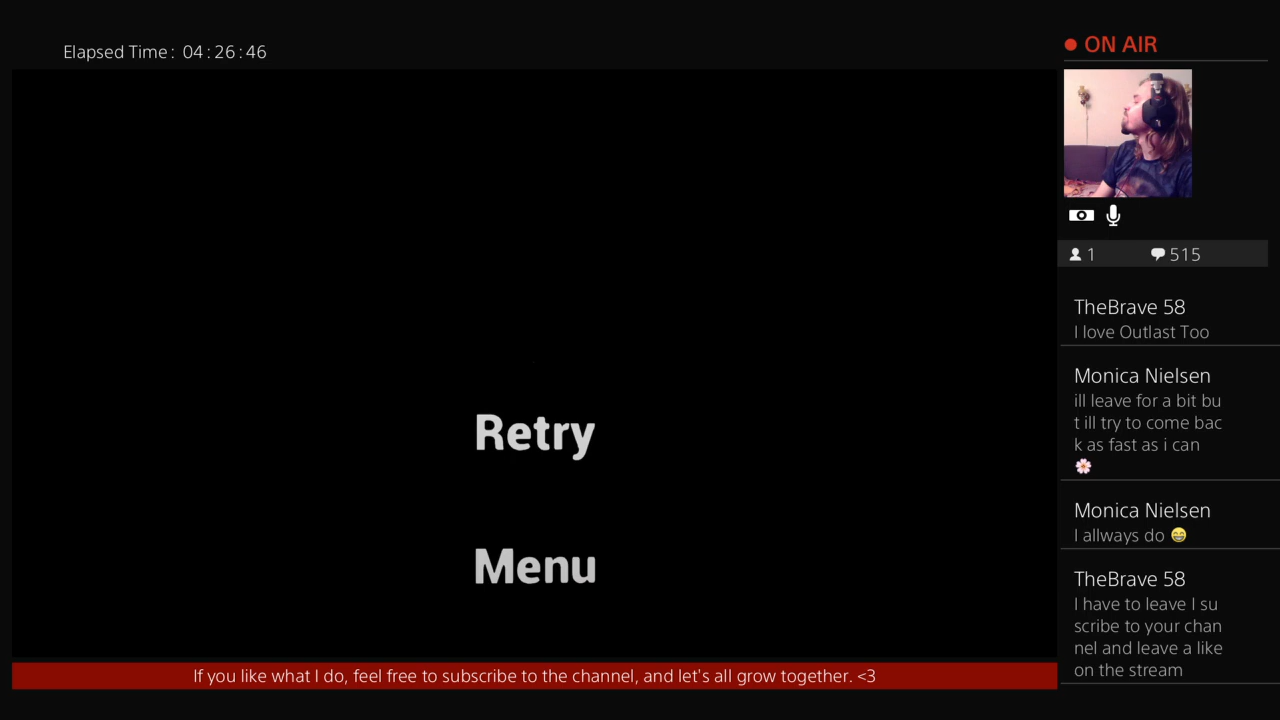 Elapsed Time: 04:26:46
ON AIR
1 515
TheBrave 58
I love Outlast Too
Monica Nielsen
ill leave for a bit bu
t ill try to come bac
k as fast as i can
🌸
Monica Nielsen
I allways do 😁
TheBrave 58
I have to leave I su
scribe to your chan
nel and leave a like
on the stream
Retry
Menu
If you like what I do, feel free to subscribe to the channel, and let's all grow together. <3